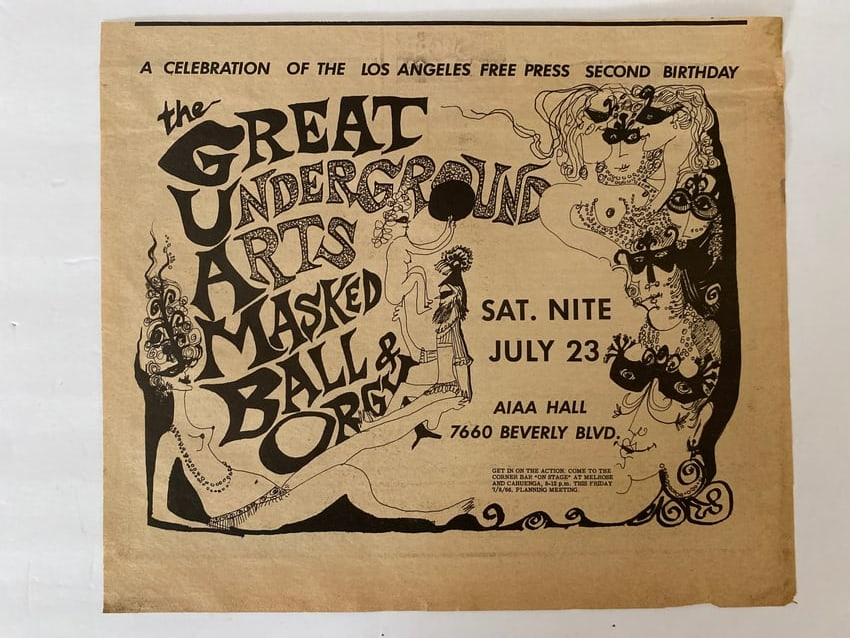 A CELEBRATION OF THE LOS ANGELES FREE PRESS SECOND BIRTHDAY
the
GREAT
UNDERGROUND
ARTS
MASKED
BALL &
ORGY
SAT. NITE
JULY 23
AIAA HALL
7660 BEVERLY BLVD.
GET IN ON THE ACTION. COME TO THE
CORNER BAR "ON STAGE" AT MELROSE
AND CAHUENGA, 8-12 p.m. THIS FRIDAY
7/8/66. PLANNING MEETING.